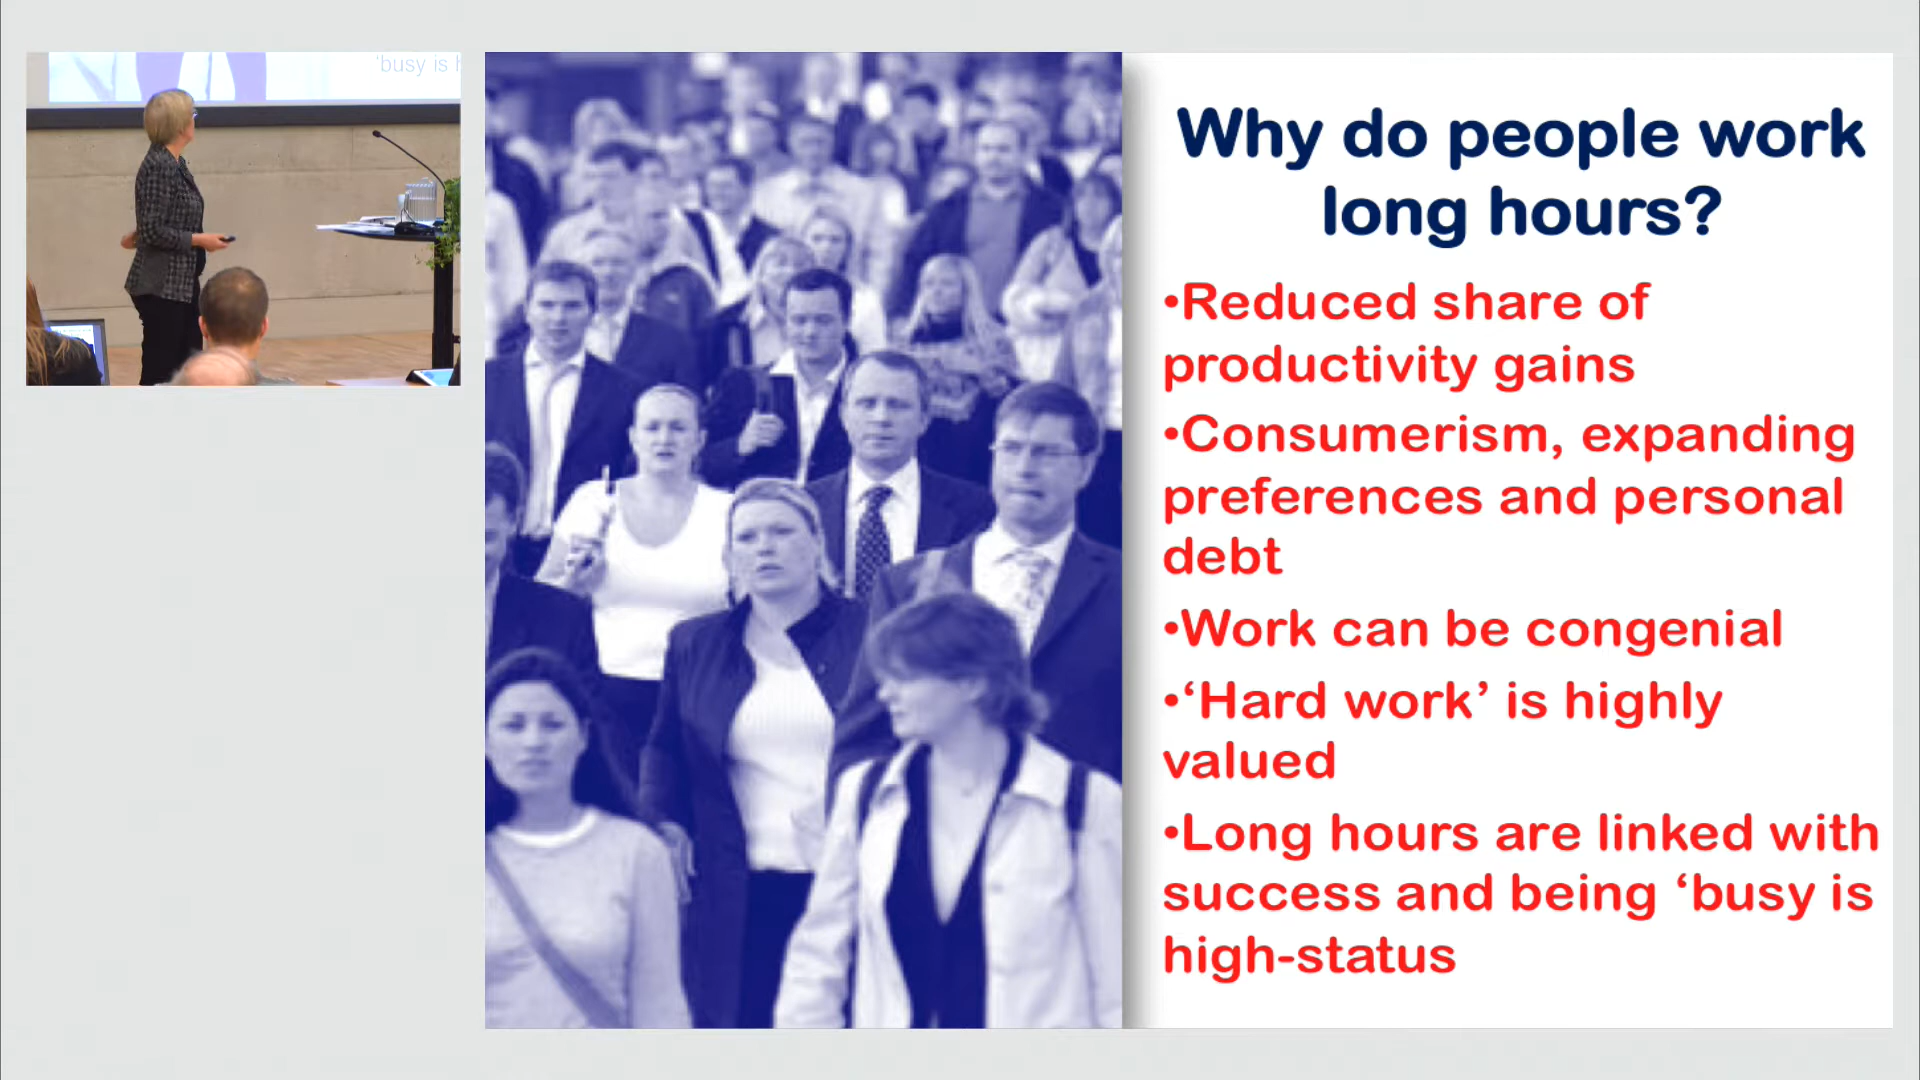 'busy is
Why do people work
long hours?
•Reduced share of
productivity gains
•Consumerism, expanding
preferences and personal
debt
•Work can be congenial
•‘Hard work’ is highly
valued
•Long hours are linked with
success and being ‘busy is
high-status